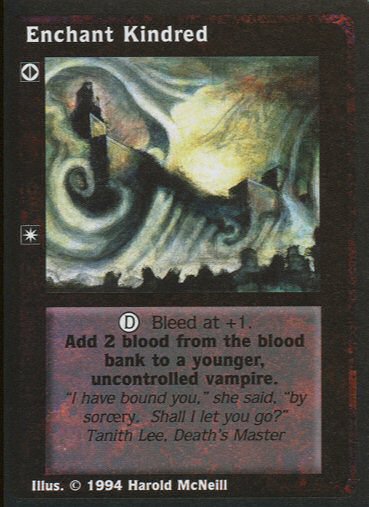 Enchant Kindred
D Bleed at +1.
Add 2 blood from the blood
bank to a younger,
uncontrolled vampire.
"I have bound you," she said, "by
sorcery. Shall I let you go?"
Tanith Lee, Death's Master
Illus. © 1994 Harold McNeill